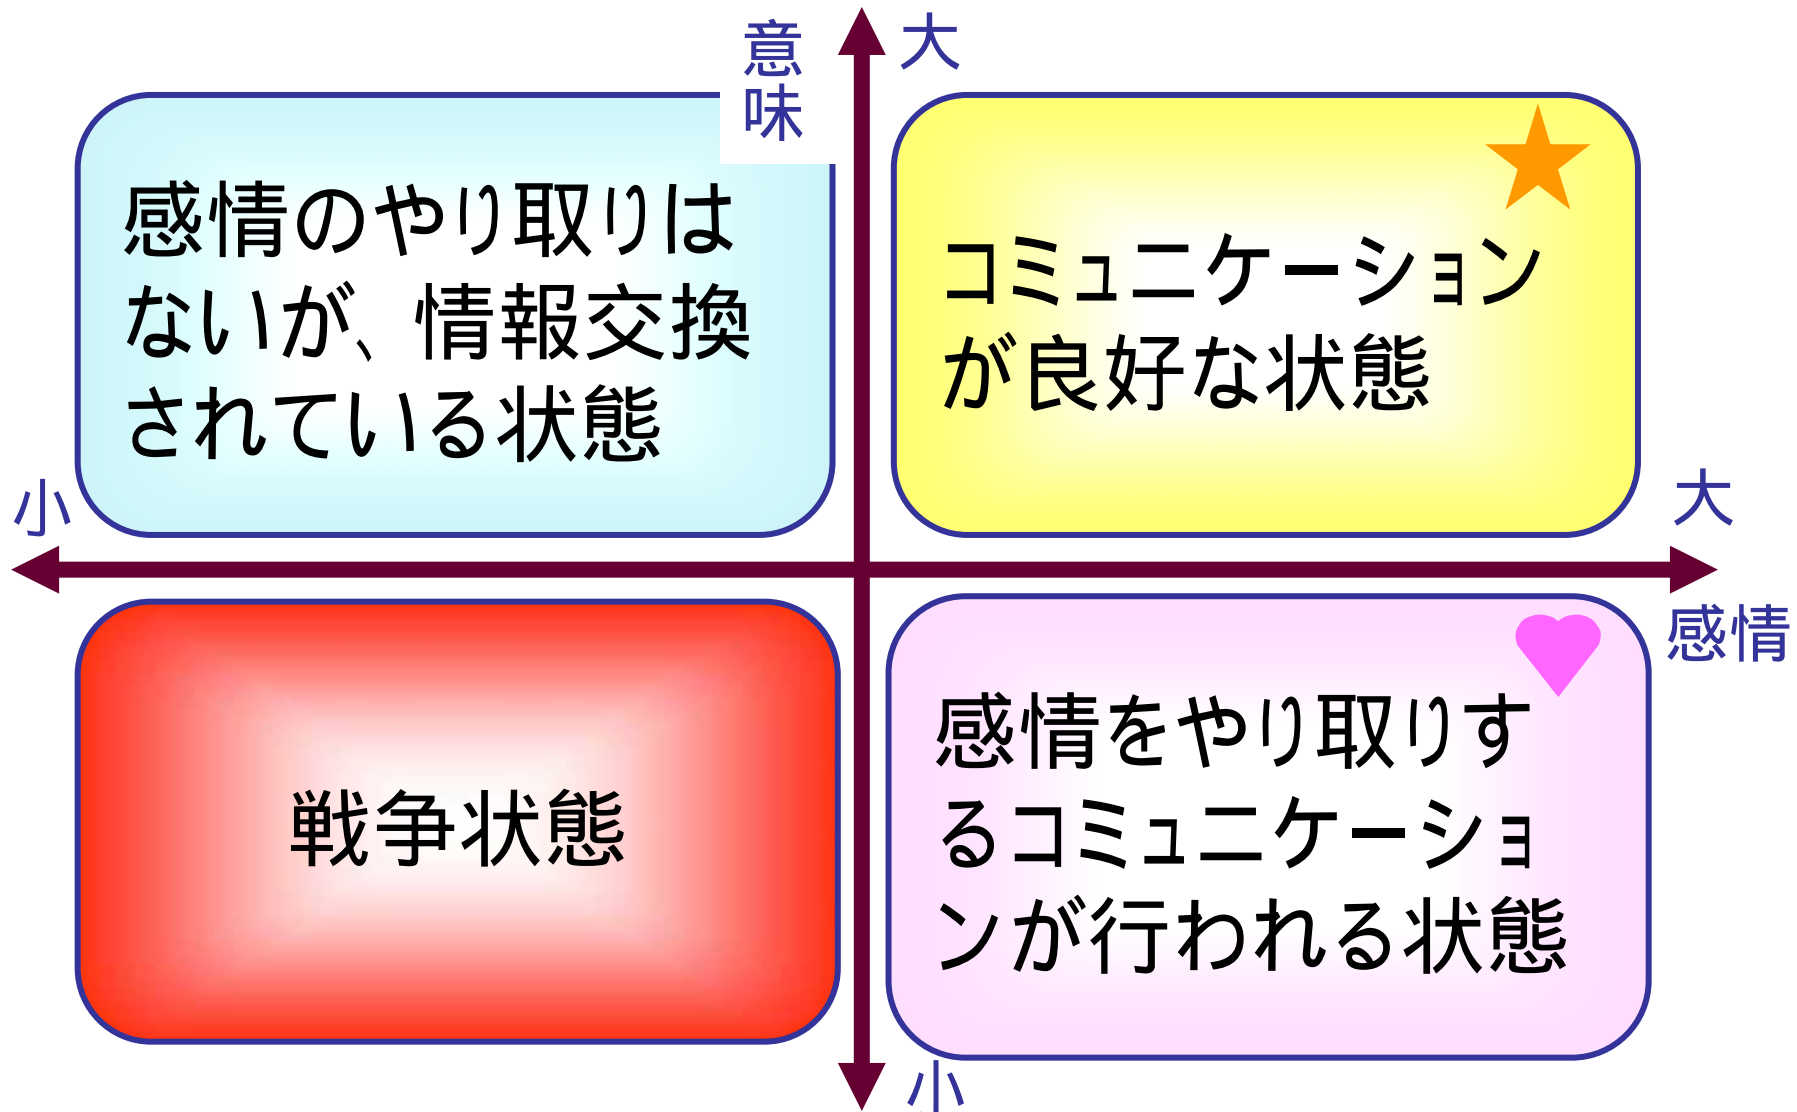 意味
大
感情のやり取りは
ないが、情報交換
されている状態
コミュニケーション
が良好な状態
小
大
感情
戦争状態
感情をやり取りす
るコミュニケーショ
ンが行われる状態
小